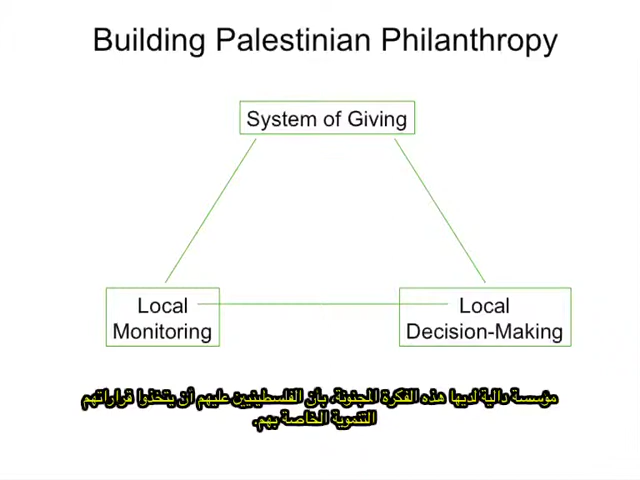 Building Palestinian Philanthropy
System of Giving
Local
Monitoring
Local
Decision-Making
مؤسسة دالية لديها هذه الفكرة المجنونة، بأن الفلسطينيين عليهم أن يتخذوا قراراتهم
التنموية الخاصة بهم.